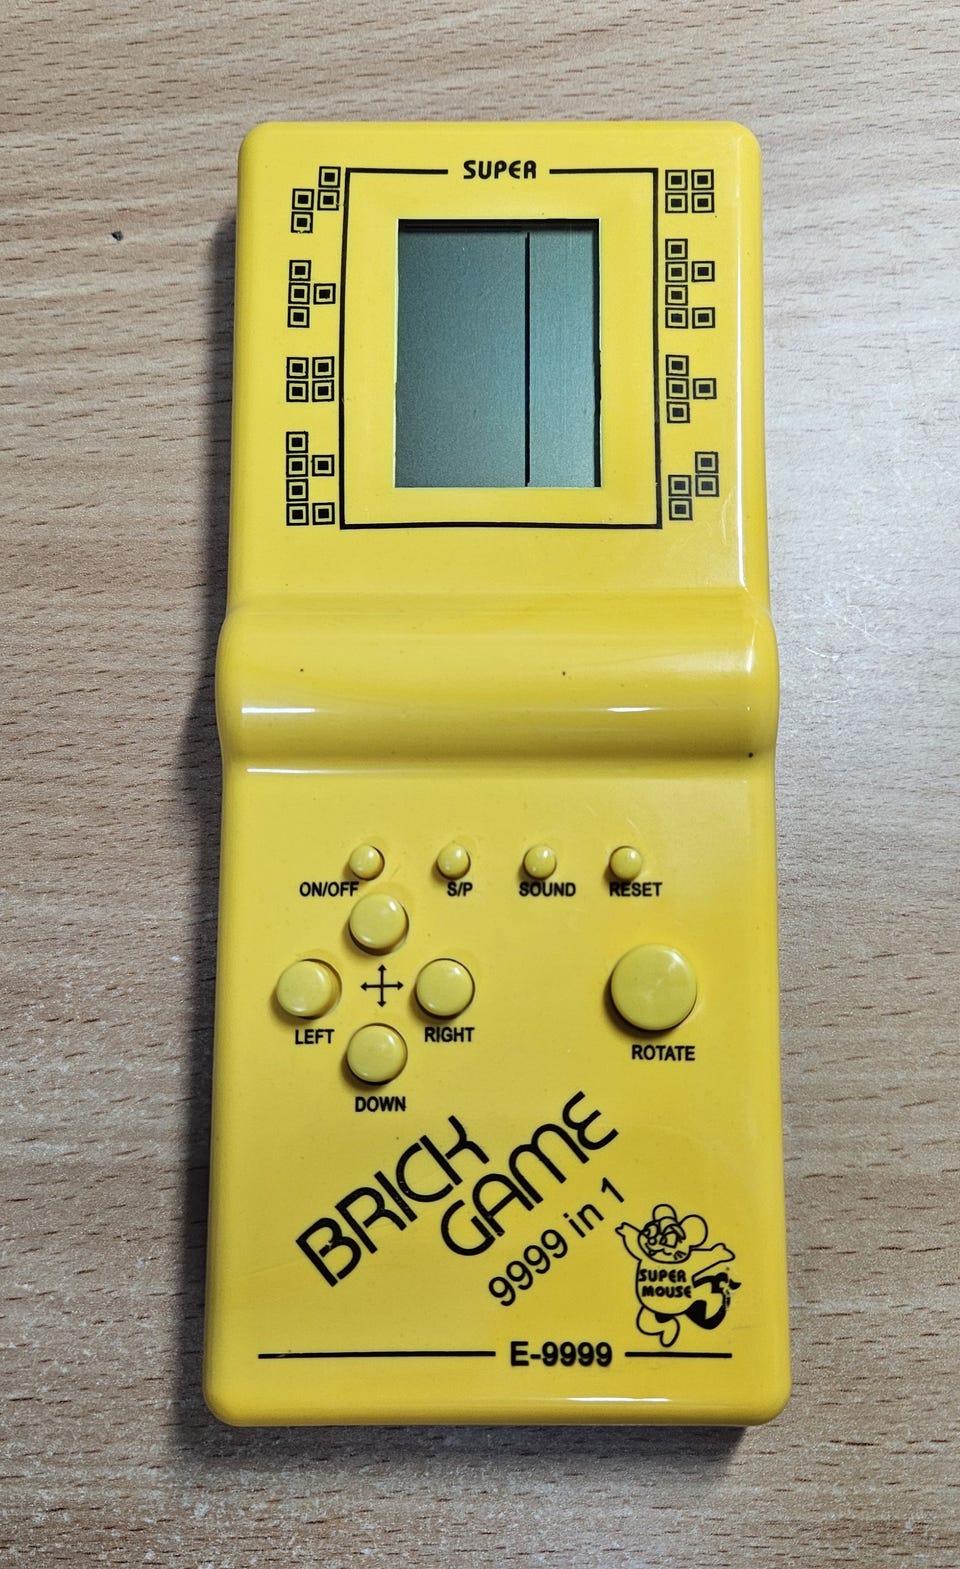 SUPER
ON/OFF
S/P
SOUND
RESET
LEFT
RIGHT
DOWN
ROTATE
BRICK
GAME
9999 in 1
SUPER
MOUSE
E-9999